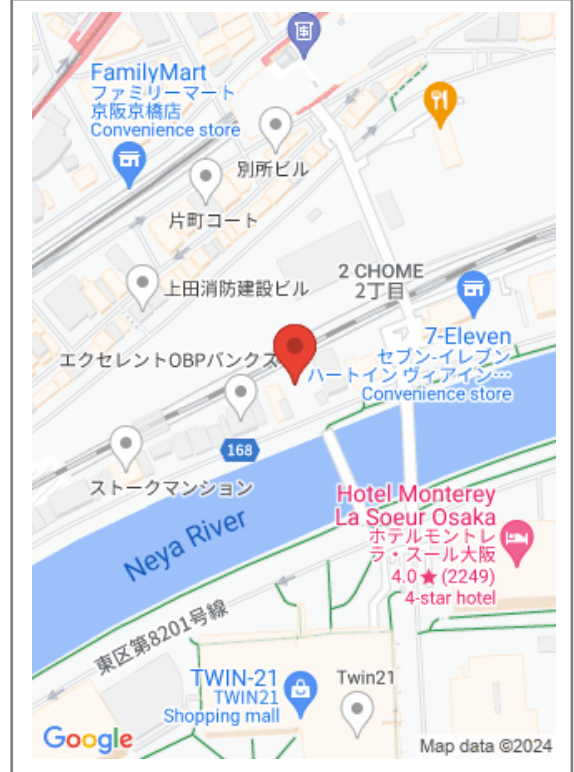 FamilyMart
ファミリーマート
京阪京橋店
Convenience store
別所ビル
片町コート
2 CHOME
2丁目
上田消防建設ビル
7-Eleven
セブン-イレブン
ハートイン ヴィアイン…
Convenience store
エクセレントOBPバンクス
168
ストークマンション
Neya River
Hotel Monterey
La Soeur Osaka
ホテルモントレ
ラ・スール大阪
4.0★(2249)
4-star hotel
東区第8201号線
TWIN-21
TWIN21
Shopping mall
Twin21
Google
Map data ©2024